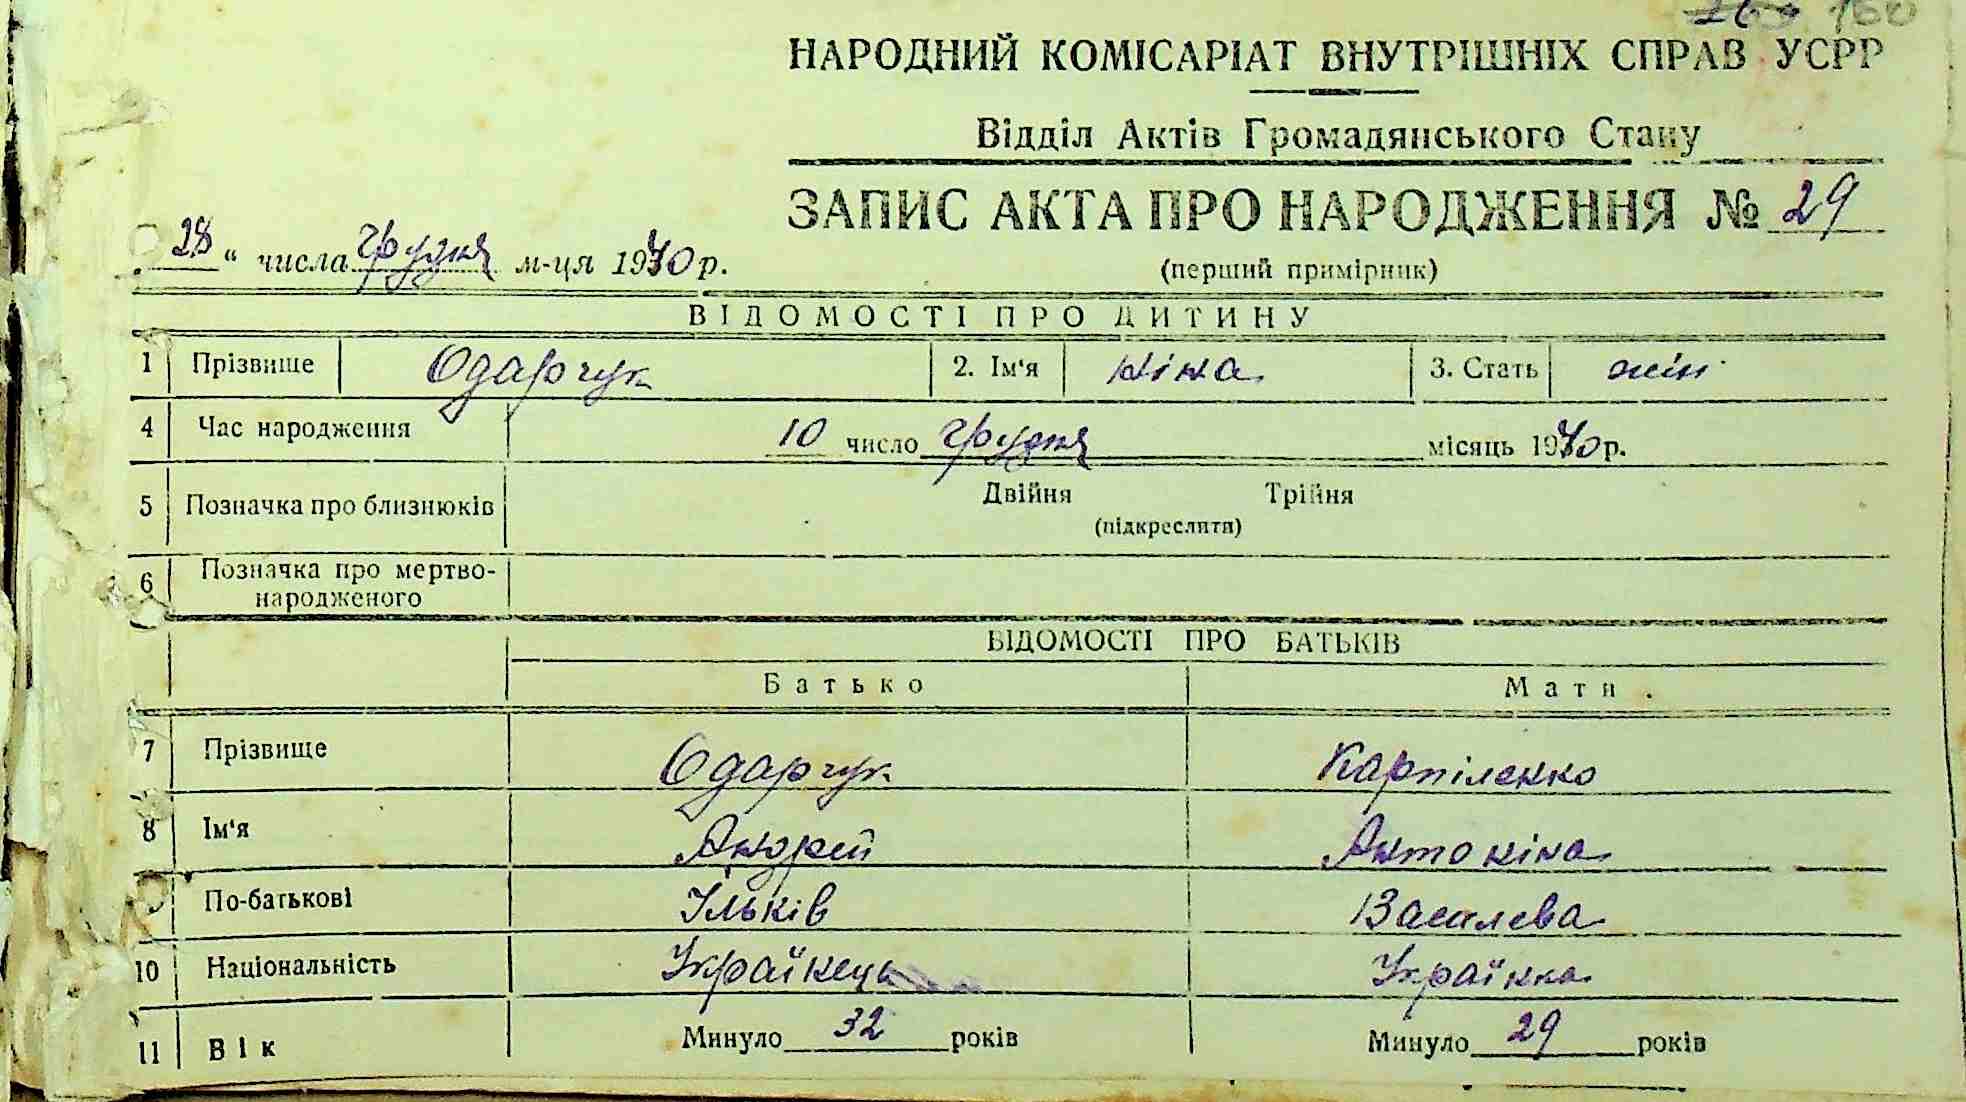 160
НАРОДНИЙ КОМІСАРІАТ ВНУТРІШНІХ СПРАВ УСРР
Відділ Актів Громадянського Стану
ЗАПИС АКТА ПРО НАРОДЖЕННЯ № 29
28 " числа грудня м-ця 1940 р.
(перший примірник)
ВІДОМОСТІ ПРО ДИТИНУ
1 Прізвище Одарчук 2. Ім'я Ніна 3. Стать жін.
4 Час народження 10 число грудня місяць 1940 р.
5 Позначка про близнюків Двійня Трійня
(підкреслити)
6 Позначка про мертво-
народженого
ВІДОМОСТІ ПРО БАТЬКІВ
Батько Мати
7 Прізвище Одарчук Карпіленко
8 Ім'я Андрей Антоніна
По-батькові Ільків Василева
10 Національність Українець Українка
11 Вік Минуло 32 років Минуло 29 років